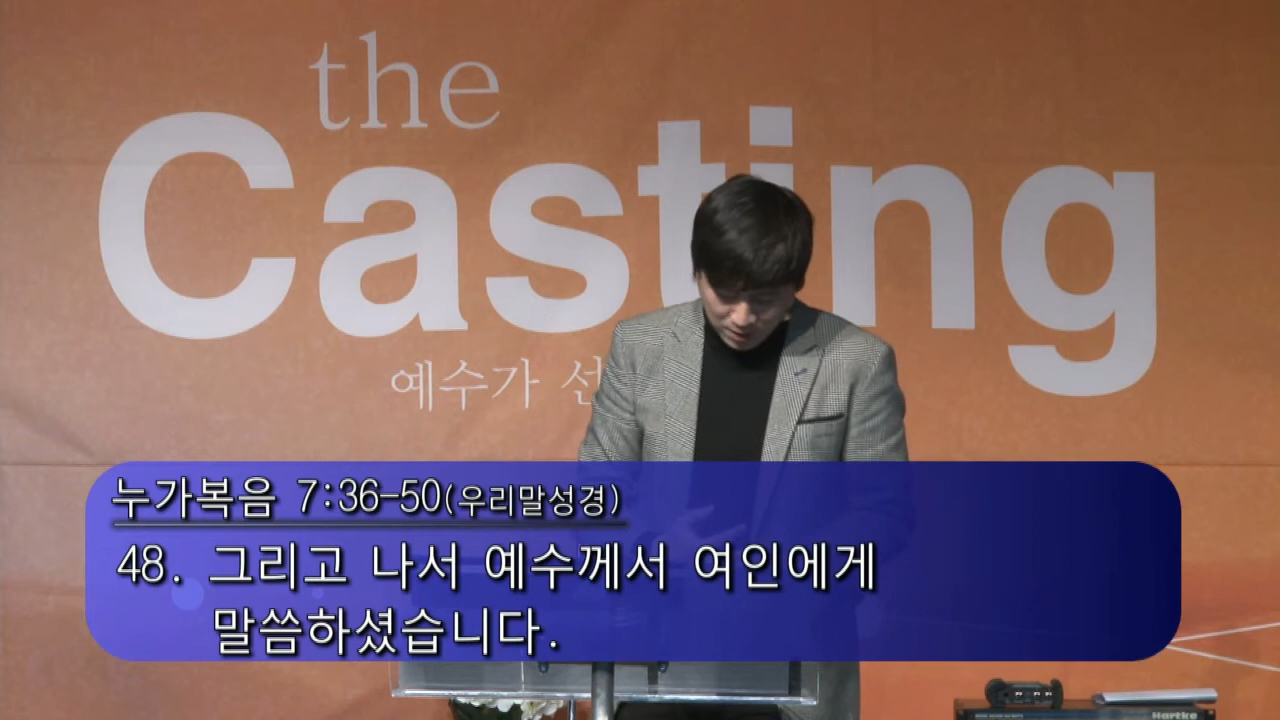 the
Casting
예수가 선
누가복음 7:36-50(우리말성경)
48. 그리고 나서 예수께서 여인에게
말씀하셨습니다.
Hartke